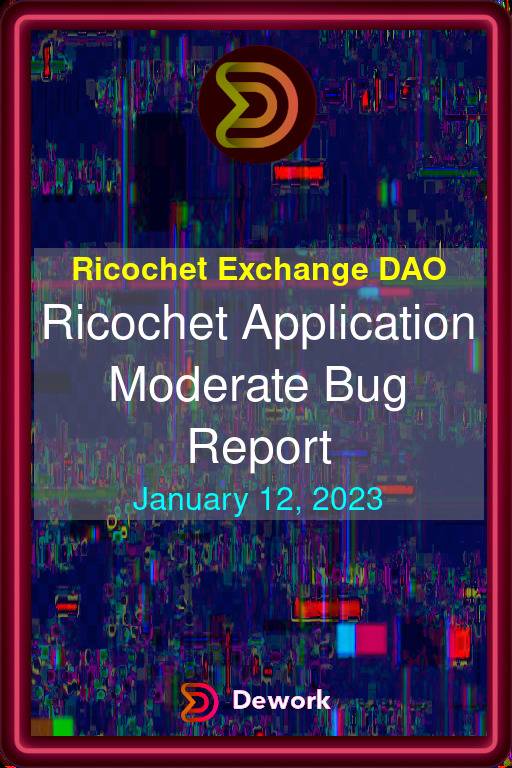 Ricochet Exchange DAO
Ricochet Application
Moderate Bug
Report
January 12, 2023
Dework